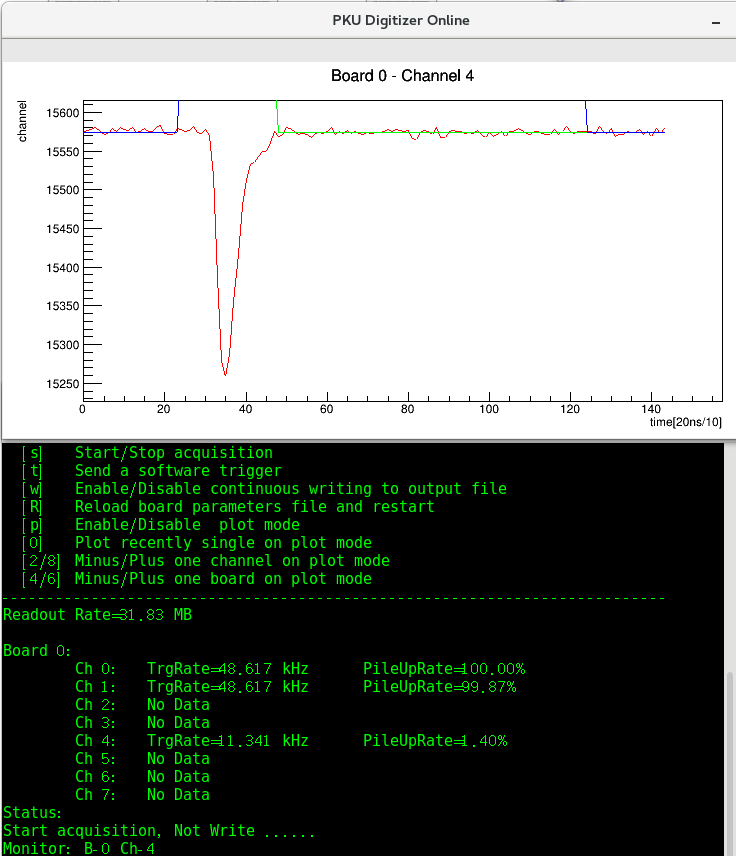 PKU Digitizer Online
Board 0 - Channel 4
channel
15600
15550
15500
15450
15400
15350
15300
15250
0 20 40 60 80 100 120 140
time[20ns/10]
[s] Start/Stop acquisition
[t] Send a software trigger
[w] Enable/Disable continuous writing to output file
[R] Reload board parameters file and restart
[p] Enable/Disable plot mode
[0] Plot recently single on plot mode
[2/8] Minus/Plus one channel on plot mode
[4/6] Minus/Plus one board on plot mode
--------------------------------------------------------------------------
Readout Rate=31.83 MB
Board 0:
Ch 0: TrgRate=48.617 kHz PileUpRate=100.00%
Ch 1: TrgRate=48.617 kHz PileUpRate=99.87%
Ch 2: No Data
Ch 3: No Data
Ch 4: TrgRate=11.341 kHz PileUpRate=1.40%
Ch 5: No Data
Ch 6: No Data
Ch 7: No Data
Status:
Start acquisition, Not Write ......
Monitor: B-0 Ch-4